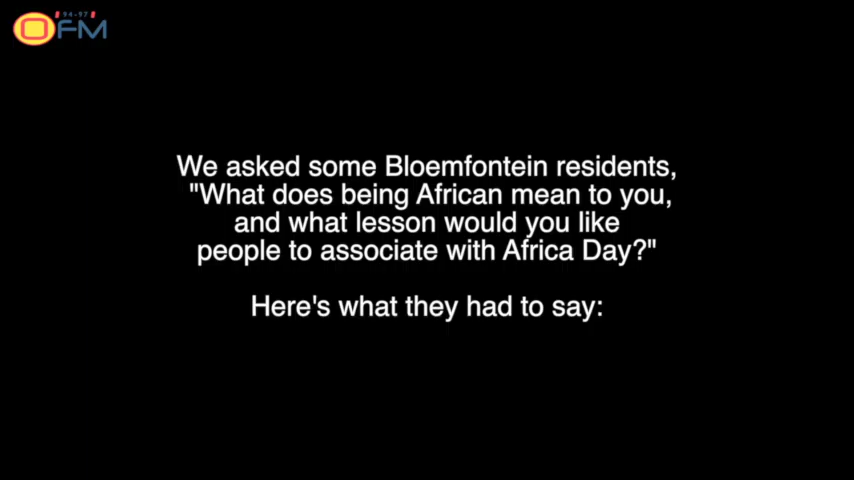 94-97
OFM
We asked some Bloemfontein residents,
"What does being African mean to you,
and what lesson would you like
people to associate with Africa Day?"
Here's what they had to say: